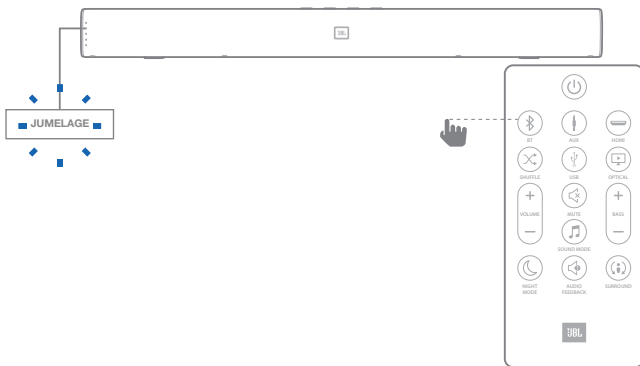 JBL
JUMELAGE
BT AUX HDMI
SHUFFLE USB OPTICAL
+ +
VOLUME MUTE BASS
− −
SOUND MODE
NIGHT MODE AUDIO FEEDBACK SURROUND
JBL